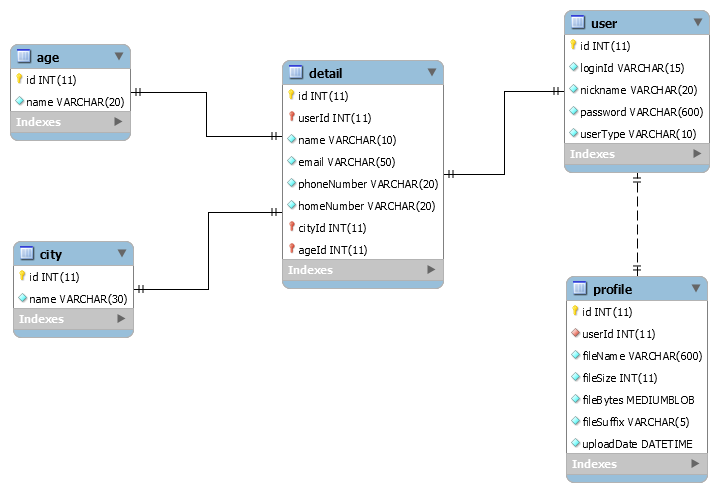 age
id INT(11)
name VARCHAR(20)
Indexes
city
id INT(11)
name VARCHAR(30)
Indexes
detail
id INT(11)
userId INT(11)
name VARCHAR(10)
email VARCHAR(50)
phoneNumber VARCHAR(20)
homeNumber VARCHAR(20)
cityId INT(11)
ageId INT(11)
Indexes
user
id INT(11)
loginId VARCHAR(15)
nickname VARCHAR(20)
password VARCHAR(600)
userType VARCHAR(10)
Indexes
profile
id INT(11)
userId INT(11)
fileName VARCHAR(600)
fileSize INT(11)
fileBytes MEDIUMBLOB
fileSuffix VARCHAR(5)
uploadDate DATETIME
Indexes